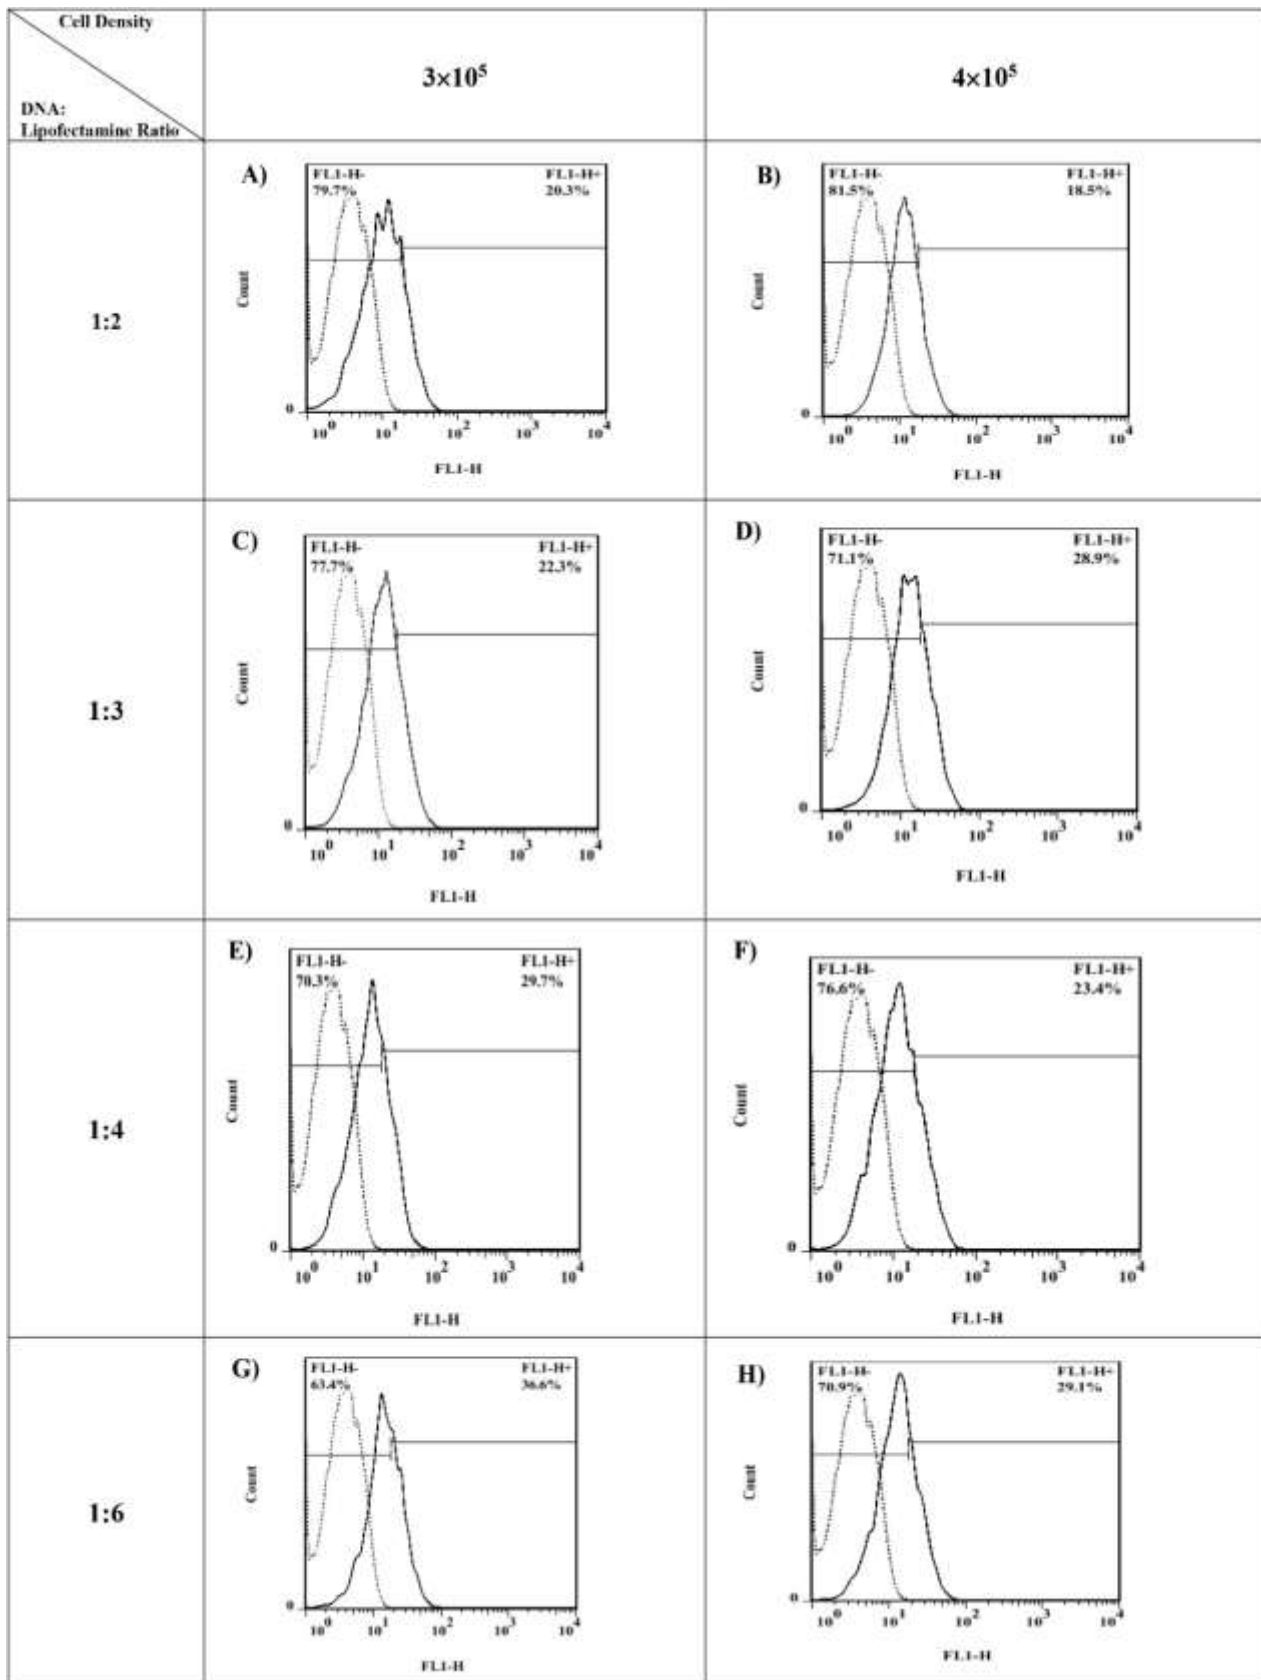 Cell Density
DNA:
Lipofectamine Ratio
3×10⁵
4×10⁵
1:2
A)
FL1-H-
79.7%
FL1-H+
20.3%
Count
0
10⁰ 10¹ 10² 10³ 10⁴
FL1-H
B)
FL1-H-
81.5%
FL1-H+
18.5%
Count
0
10⁰ 10¹ 10² 10³ 10⁴
FL1-H
1:3
C)
FL1-H-
77.7%
FL1-H+
22.3%
Count
0
10⁰ 10¹ 10² 10³ 10⁴
FL1-H
D)
FL1-H-
71.1%
FL1-H+
28.9%
Count
0
10⁰ 10¹ 10² 10³ 10⁴
FL1-H
1:4
E)
FL1-H-
70.3%
FL1-H+
29.7%
Count
0
10⁰ 10¹ 10² 10³ 10⁴
FL1-H
F)
FL1-H-
76.6%
FL1-H+
23.4%
Count
0
10⁰ 10¹ 10² 10³ 10⁴
FL1-H
1:6
G)
FL1-H-
63.4%
FL1-H+
36.6%
Count
0
10⁰ 10¹ 10² 10³ 10⁴
FL1-H
H)
FL1-H-
70.9%
FL1-H+
29.1%
Count
0
10⁰ 10¹ 10² 10³ 10⁴
FL1-H